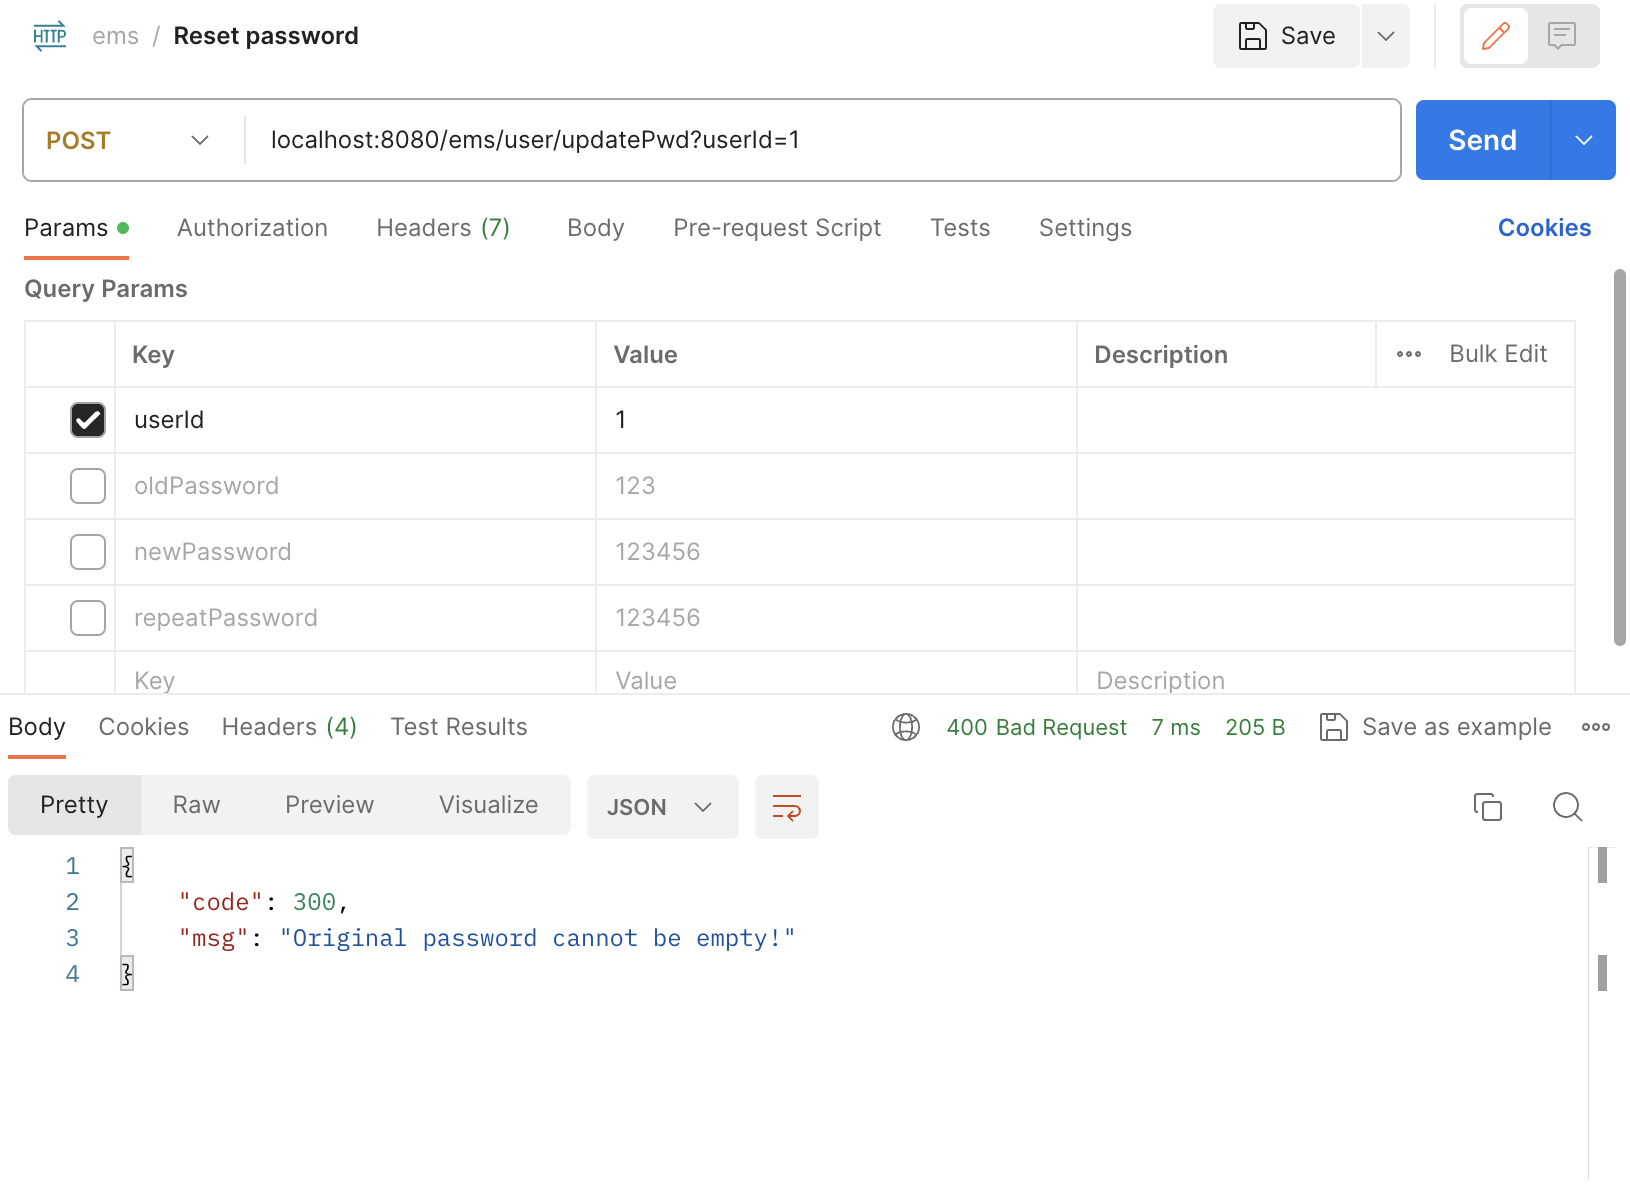 HTTP ems / Reset password Save
POST localhost:8080/ems/user/updatePwd?userId=1 Send
Params Authorization Headers (7) Body Pre-request Script Tests Settings Cookies
Query Params
Key Value Description Bulk Edit
userId 1
oldPassword 123
newPassword 123456
repeatPassword 123456
Key Value Description
Body Cookies Headers (4) Test Results 400 Bad Request 7 ms 205 B Save as example
Pretty Raw Preview Visualize JSON
1 {
2 "code": 300,
3 "msg": "Original password cannot be empty!"
4 }